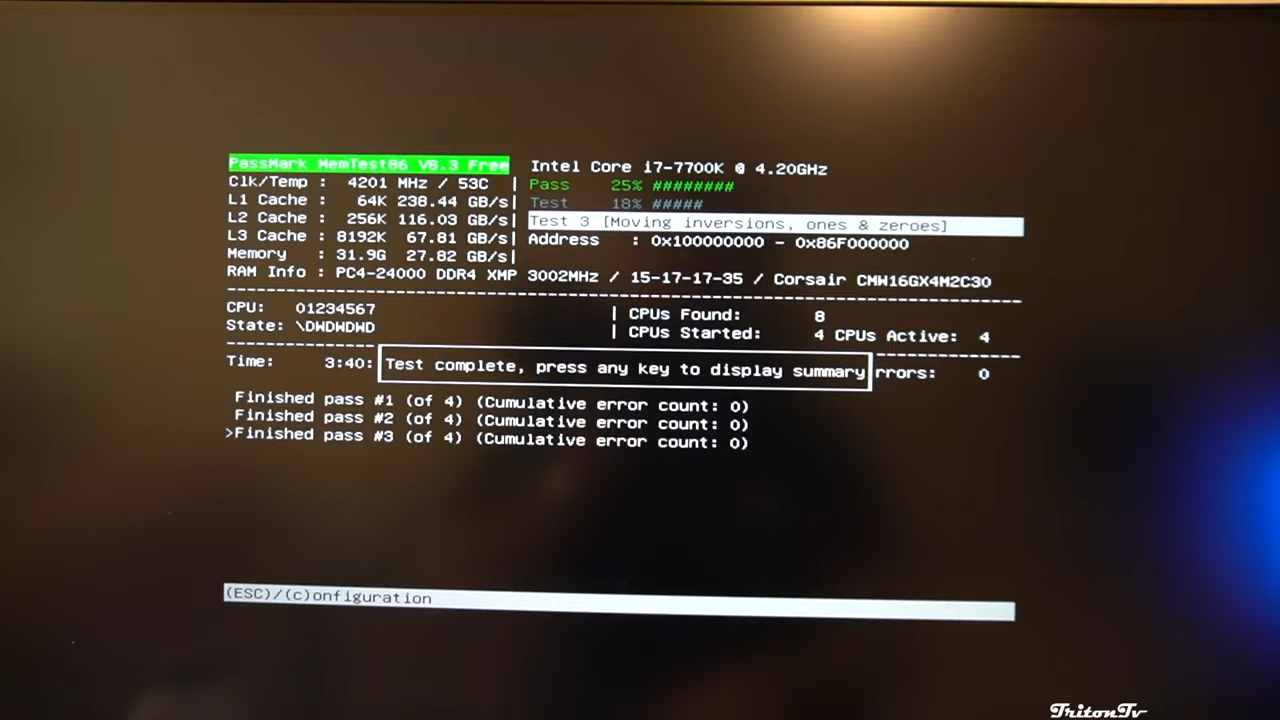 PassMark MemTest86 V8.3 Free Intel Core i7-7700K @ 4.20GHz
Clk/Temp : 4201 MHz / 53C | Pass 25% ########
L1 Cache : 64K 238.44 GB/s| Test 18% #####
L2 Cache : 256K 116.03 GB/s| Test 3 [Moving inversions, ones & zeroes]
L3 Cache : 8192K 67.81 GB/s| Address : 0x100000000 - 0x86F000000
Memory : 31.9G 27.82 GB/s|
RAM Info : PC4-24000 DDR4 XMP 3002MHz / 15-17-17-35 / Corsair CMW16GX4M2C30
CPU: 01234567 | CPUs Found: 8
State: \DWDWDWD | CPUs Started: 4 CPUs Active: 4
Time: 3:40: Test complete, press any key to display summary rrors: 0
Finished pass #1 (of 4) (Cumulative error count: 0)
Finished pass #2 (of 4) (Cumulative error count: 0)
>Finished pass #3 (of 4) (Cumulative error count: 0)
(ESC)/(c)onfiguration
TritonTv